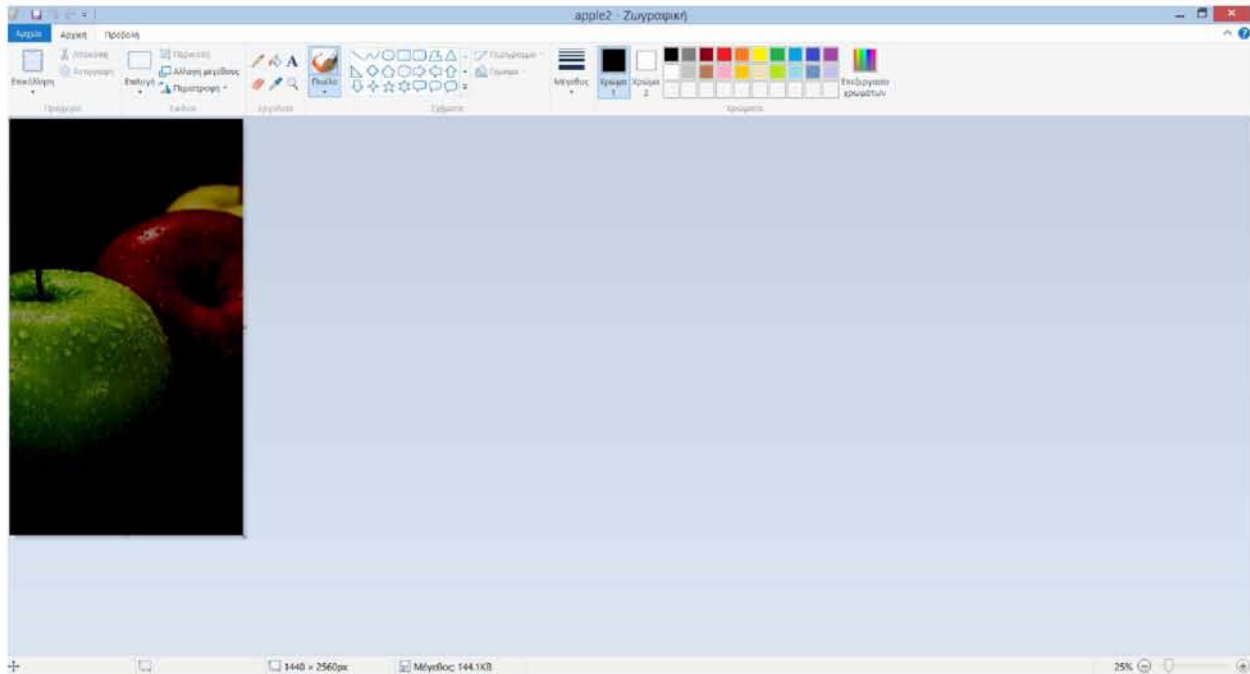 apple2 - Ζωγραφική
Αρχείο Αρχική Προβολή
Επικόλληση
Αποκοπή
Αντιγραφή
Πρόχειρο
Επιλογή
Περικοπή
Αλλαγή μεγέθους
Περιστροφή
Εικόνα
A
Εργαλεία
Πινέλα
Περίγραμμα
Γέμισμα
Σχήματα
Μέγεθος
Χρώμα 1
Χρώμα 2
Επεξεργασία χρωμάτων
Χρώματα
1440 × 2560px
Μέγεθος: 144.1KB
25%